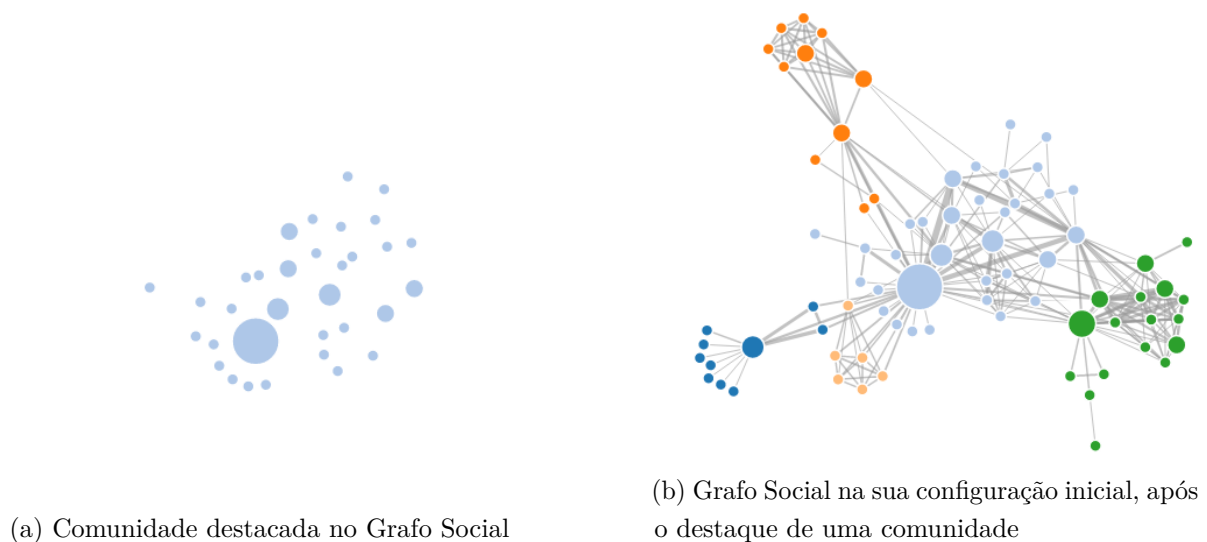 (a) Comunidade destacada no Grafo Social
(b) Grafo Social na sua configuração inicial, após
o destaque de uma comunidade